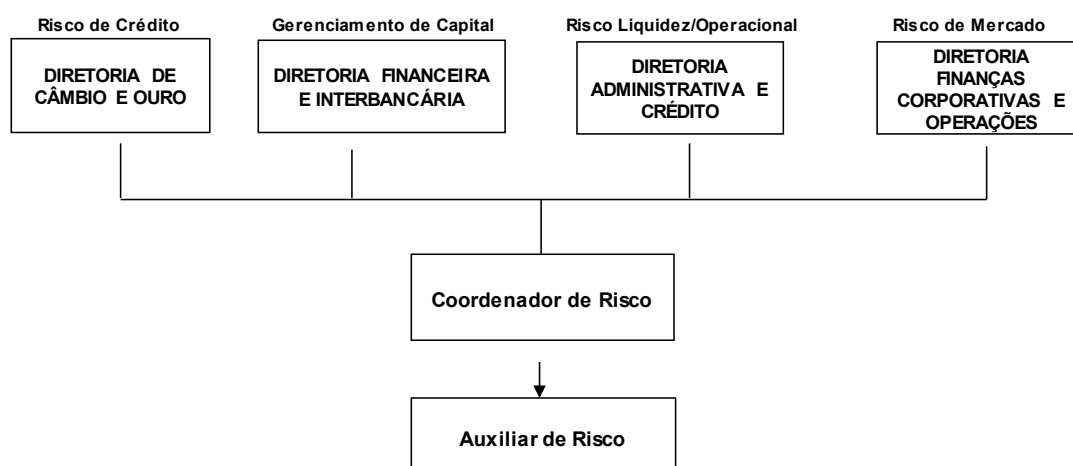 Risco de Crédito
Gerenciamento de Capital
Risco Liquidez/Operacional
Risco de Mercado
DIRETORIA DE
CÂMBIO E OURO
DIRETORIA FINANCEIRA
E INTERBANCÁRIA
DIRETORIA
ADMINISTRATIVA E
CRÉDITO
DIRETORIA
FINANÇAS
CORPORATIVAS E
OPERAÇÕES
Coordenador de Risco
Auxiliar de Risco